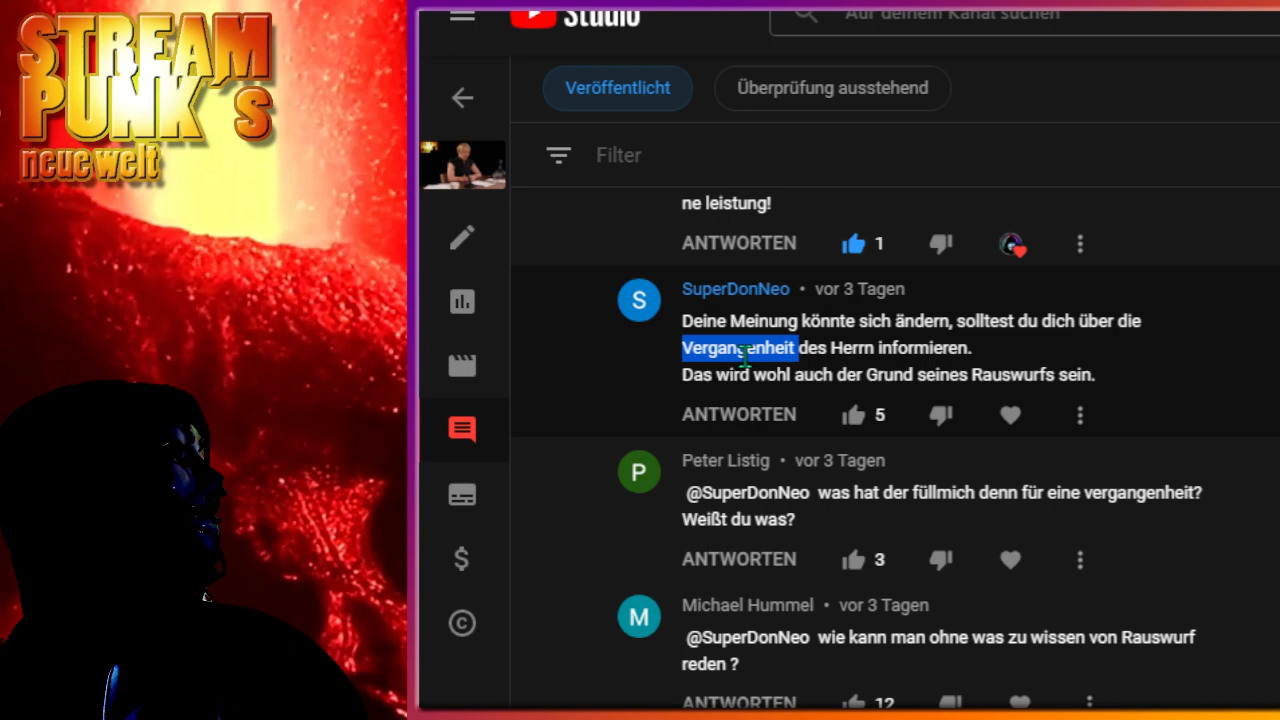 STREAM
PUNK´s
neue welt
Studio
Auf deinem Kanal suchen
Veröffentlicht
Überprüfung ausstehend
Filter
ne leistung!
ANTWORTEN 1
S
SuperDonNeo • vor 3 Tagen
Deine Meinung könnte sich ändern, solltest du dich über die
Vergangenheit des Herrn informieren.
Das wird wohl auch der Grund seines Rauswurfs sein.
ANTWORTEN 5
P
Peter Listig • vor 3 Tagen
@SuperDonNeo was hat der füllmich denn für eine vergangenheit?
Weißt du was?
ANTWORTEN 3
M
Michael Hummel • vor 3 Tagen
@SuperDonNeo wie kann man ohne was zu wissen von Rauswurf
reden ?
ANTWORTEN 12